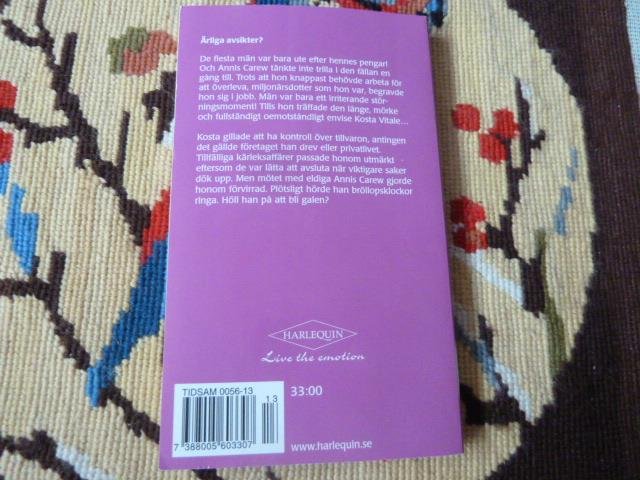 Ärliga avsikter?
De flesta män var bara ute efter hennes pengar!
Och Annis Carew tänkte inte trilla i den fällan en
gång till. Trots att hon knappast behövde arbeta för
att överleva, miljonärsdotter som hon var, begravde
hon sig i jobb. Män var bara ett irriterande stör-
ningsmoment! Tills hon träffade den länge, mörke
och fullständigt oemotståndligt envise Kosta Vitale...
Kosta gillade att ha kontroll över tillvaron, antingen
det gällde företaget han drev eller privatlivet.
Tillfälliga kärleksaffärer passade honom utmärkt
eftersom de var lätta att avsluta när viktigare saker
dök upp. Men mötet med eldiga Annis Carew gjorde
honom förvirrad. Plötsligt hörde han bröllopsklockor
ringa. Höll han på att bli galen?
HARLEQUIN
Live the emotion
TIDSAM 0056-13
13
33:00
7 388005 603307
www.harlequin.se